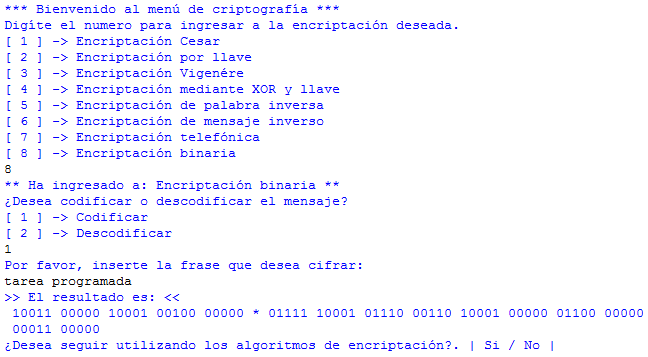 *** Bienvenido al menú de criptografía ***
Digíte el numero para ingresar a la encriptación deseada.
[ 1 ] -> Encriptación Cesar
[ 2 ] -> Encriptación por llave
[ 3 ] -> Encriptación Vigenére
[ 4 ] -> Encriptación mediante XOR y llave
[ 5 ] -> Encriptación de palabra inversa
[ 6 ] -> Encriptación de mensaje inverso
[ 7 ] -> Encriptación telefónica
[ 8 ] -> Encriptación binaria
8
** Ha ingresado a: Encriptación binaria **
¿Desea codificar o descodificar el mensaje?
[ 1 ] -> Codificar
[ 2 ] -> Descodificar
1
Por favor, inserte la frase que desea cifrar:
tarea programada
>> El resultado es: <<
10011 00000 10001 00100 00000 * 01111 10001 01110 00110 10001 00000 01100 00000
00011 00000
¿Desea seguir utilizando los algoritmos de encriptación?. | Si / No |